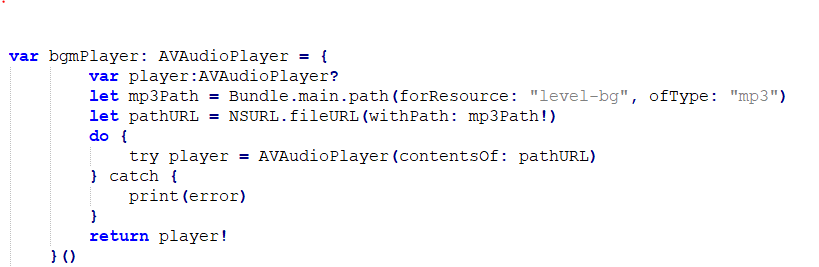 var bgmPlayer: AVAudioPlayer = {
        var player:AVAudioPlayer?
        let mp3Path = Bundle.main.path(forResource: "level-bg", ofType: "mp3")
        let pathURL = NSURL.fileURL(withPath: mp3Path!)
        do {
            try player = AVAudioPlayer(contentsOf: pathURL)
        } catch {
            print(error)
        }
        return player!
    }()